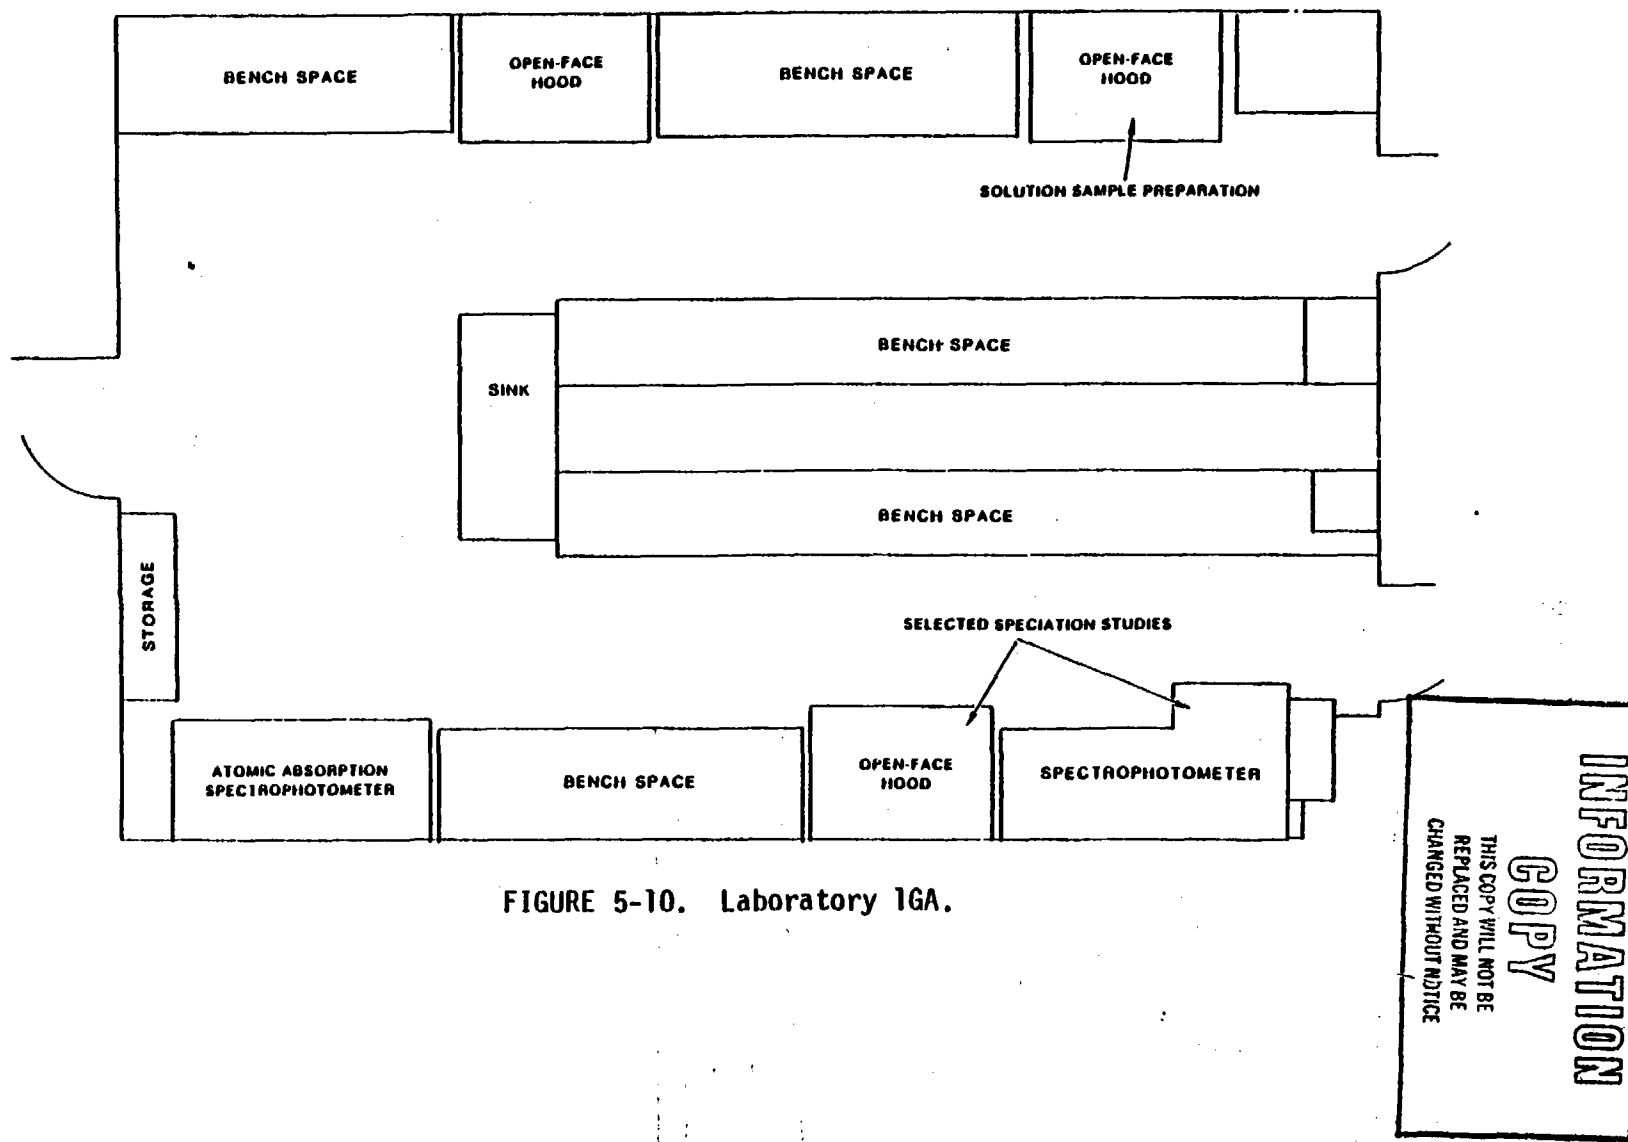 BENCH SPACE
OPEN-FACE
HOOD
BENCH SPACE
OPEN-FACE
HOOD
SOLUTION SAMPLE PREPARATION
BENCH SPACE
SINK
BENCH SPACE
STORAGE
SELECTED SPECIATION STUDIES
ATOMIC ABSORPTION
SPECTROPHOTOMETER
BENCH SPACE
OPEN-FACE
HOOD
SPECTROPHOTOMETER
FIGURE 5-10. Laboratory 1GA.
INFORMATION
COPY
THIS COPY WILL NOT BE
REPLACED AND MAY BE
CHANGED WITHOUT NOTICE